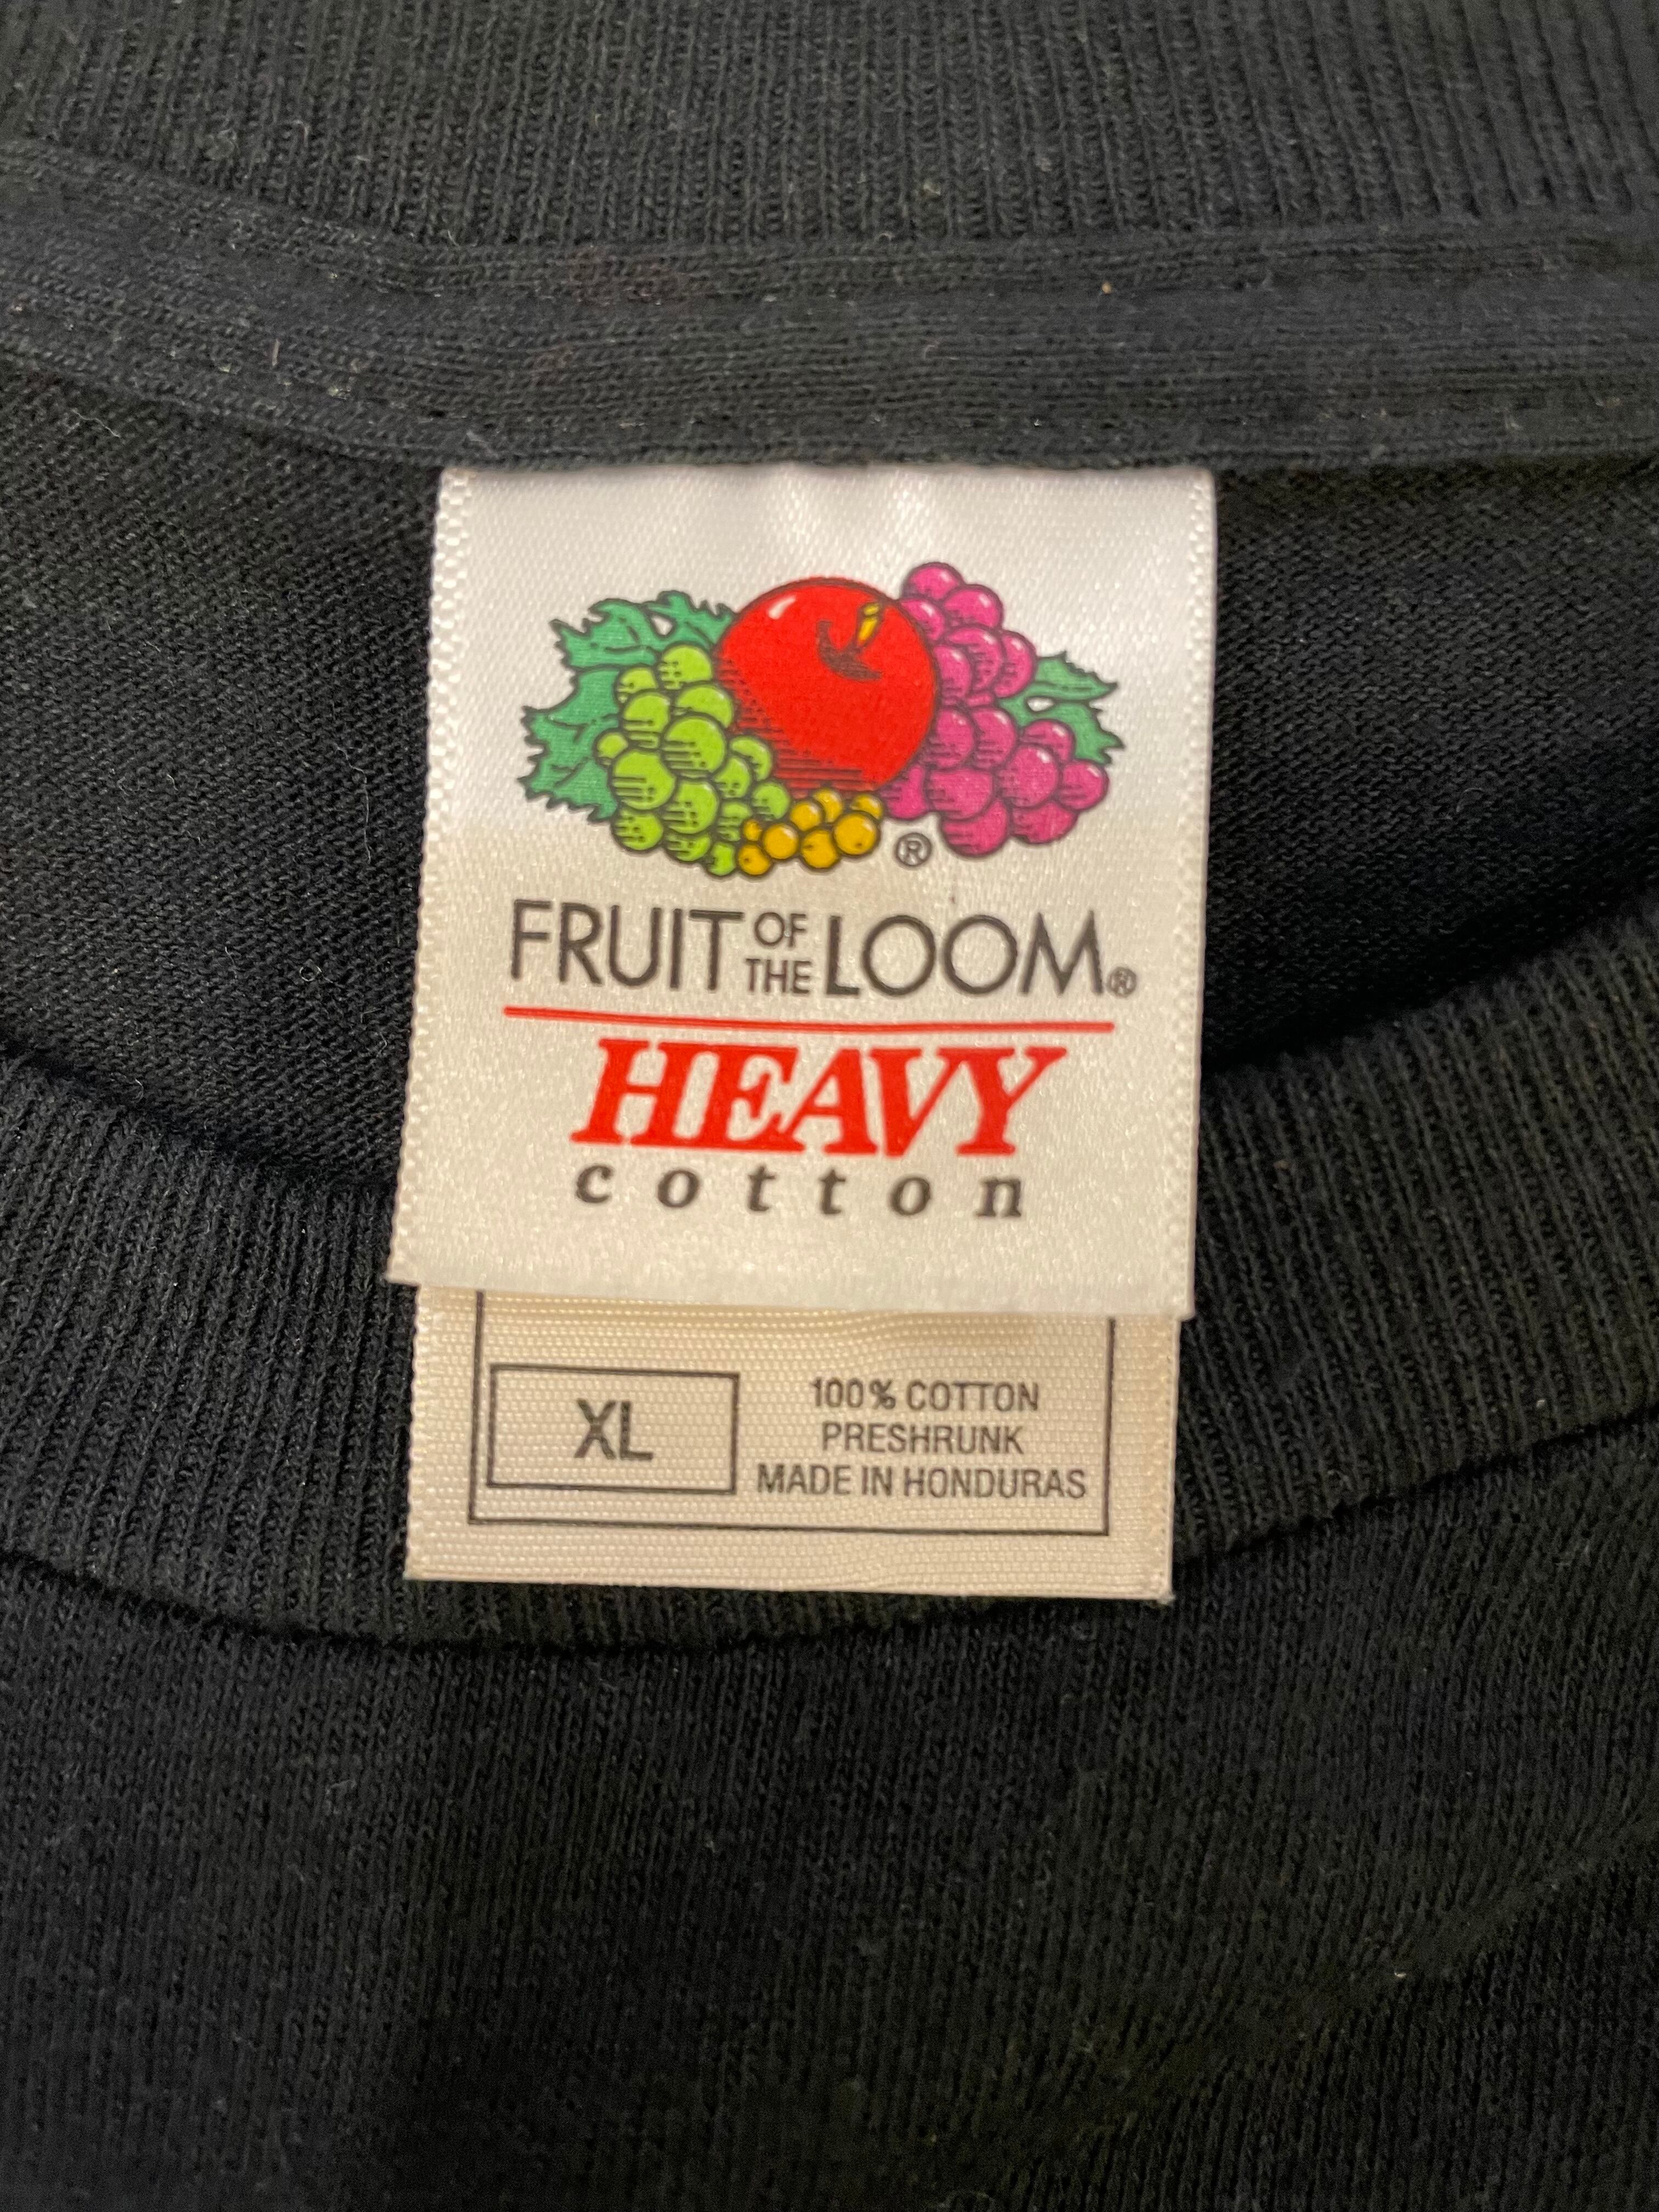 ®
FRUIT OF THE LOOM®
HEAVY
cotton
XL
100% COTTON
PRESHRUNK
MADE IN HONDURAS